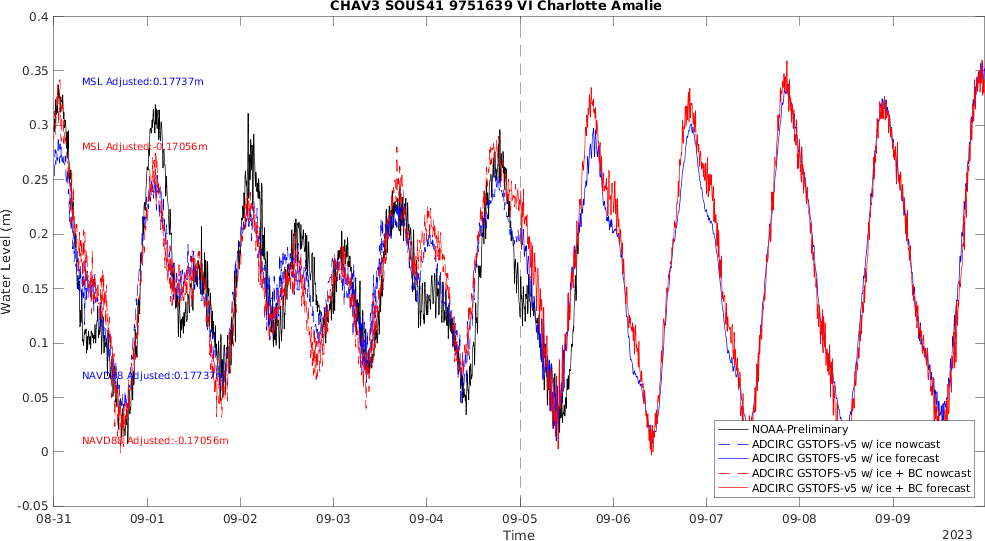 CHAV3 SOUS41 9751639 VI Charlotte Amalie
0.4
0.35
0.3
0.25
0.2
0.15
0.1
0.05
0
-0.05
Water Level (m)
MSL Adjusted:0.17737m
MSL Adjusted:-0.17056m
NAVD88 Adjusted:0.17737m
NAVD88 Adjusted:-0.17056m
NOAA-Preliminary
ADCIRC GSTOFS-v5 w/ ice nowcast
ADCIRC GSTOFS-v5 w/ ice forecast
ADCIRC GSTOFS-v5 w/ ice + BC nowcast
ADCIRC GSTOFS-v5 w/ ice + BC forecast
08-31 09-01 09-02 09-03 09-04 09-05 09-06 09-07 09-08 09-09
Time
2023